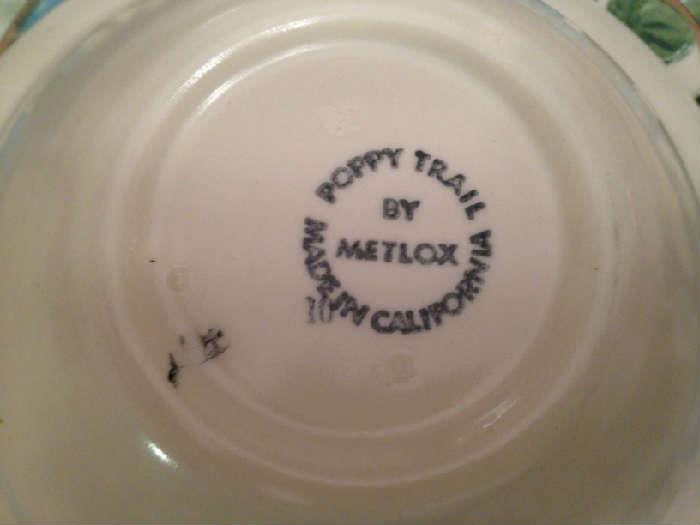 POPPY TRAIL
BY
METLOX
MADE IN CALIFORNIA
10